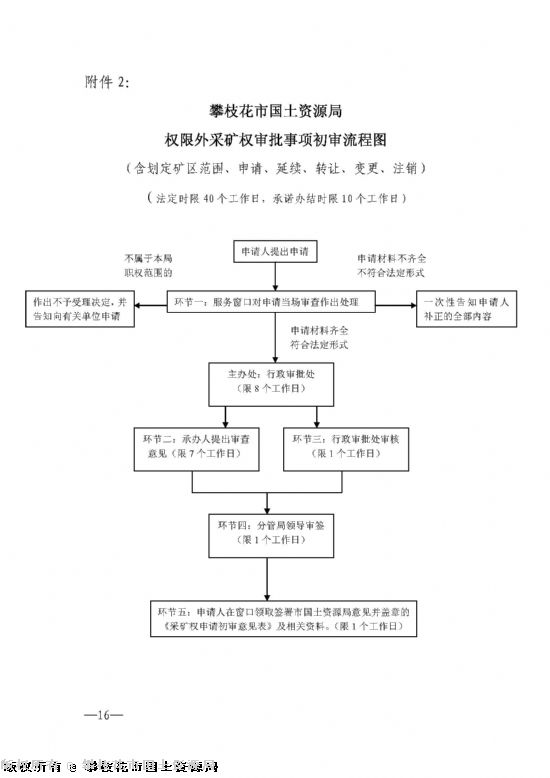 附件 2：
攀枝花市国土资源局
权限外采矿权审批事项初审流程图
（含划定矿区范围、申请、延续、转让、变更、注销）
（法定时限 40 个工作日，承诺办结时限 10 个工作日）
申请人提出申请
不属于本局
职权范围的
申请材料不齐全
不符合法定形式
作出不予受理决定，并
告知向有关单位申请
环节一：服务窗口对申请当场审查作出处理
一次性告知申请人
补正的全部内容
申请材料齐全
符合法定形式
主办处：行政审批处
（限 8 个工作日）
环节二：承办人提出审查
意见（限 7 个工作日）
环节三：行政审批处审核
（限 1 个工作日）
环节四：分管局领导审签
（限 1 个工作日）
环节五：申请人在窗口领取签署市国土资源局意见并盖章的
《采矿权申请初审意见表》及相关资料。（限 1 个工作日）
—16—
版权所有 @ 攀枝花市国土资源局